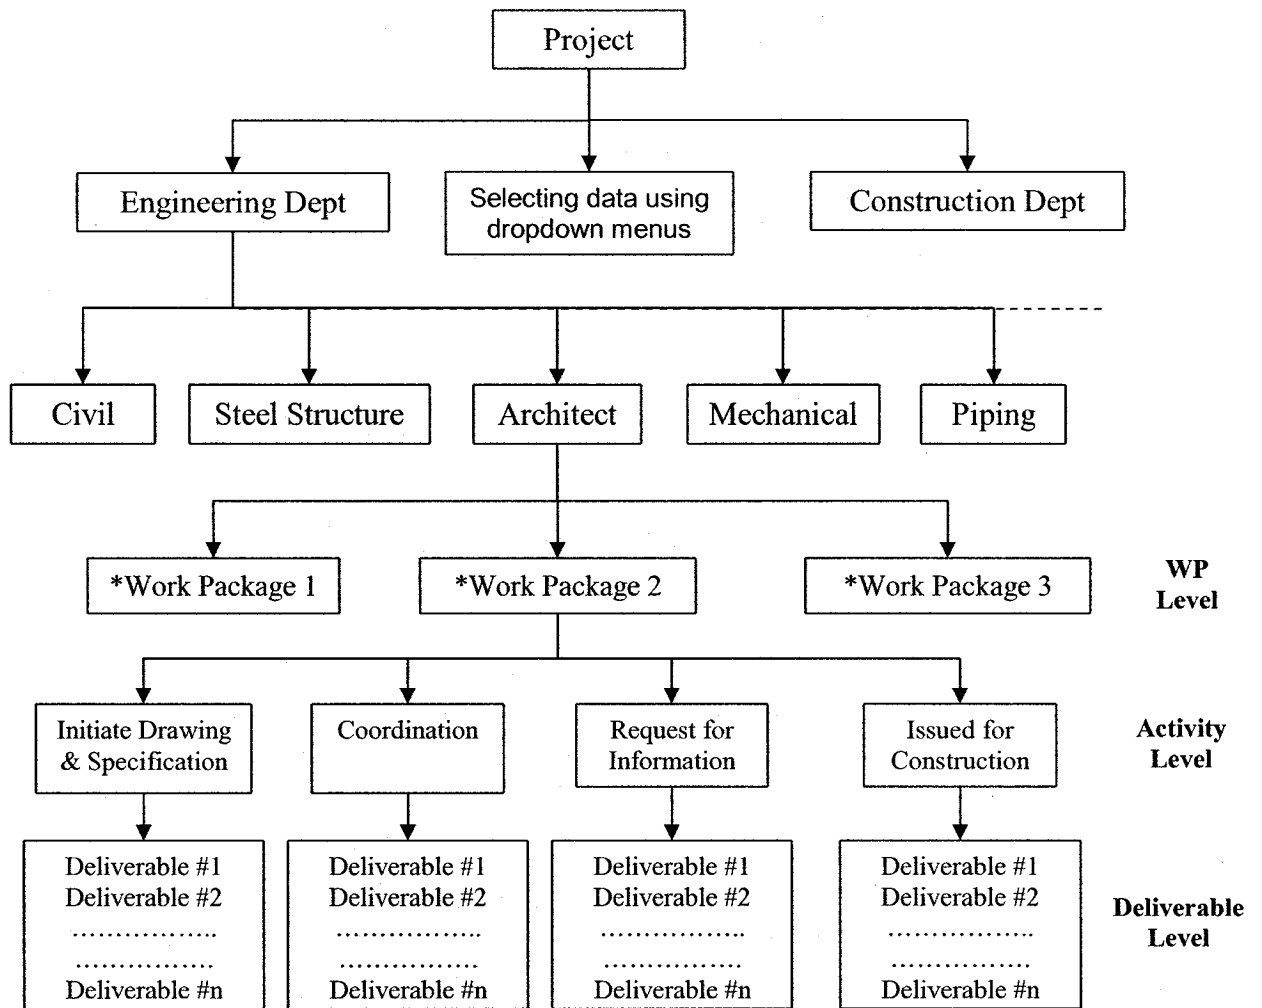 Project
Engineering Dept
Selecting data using
dropdown menus
Construction Dept
Civil
Steel Structure
Architect
Mechanical
Piping
*Work Package 1
*Work Package 2
*Work Package 3
WP
Level
Initiate Drawing
& Specification
Coordination
Request for
Information
Issued for
Construction
Activity
Level
Deliverable #1
Deliverable #2
.................
................
Deliverable #n
Deliverable #1
Deliverable #2
.................
................
Deliverable #n
Deliverable #1
Deliverable #2
.................
................
Deliverable #n
Deliverable #1
Deliverable #2
.................
................
Deliverable #n
Deliverable
Level